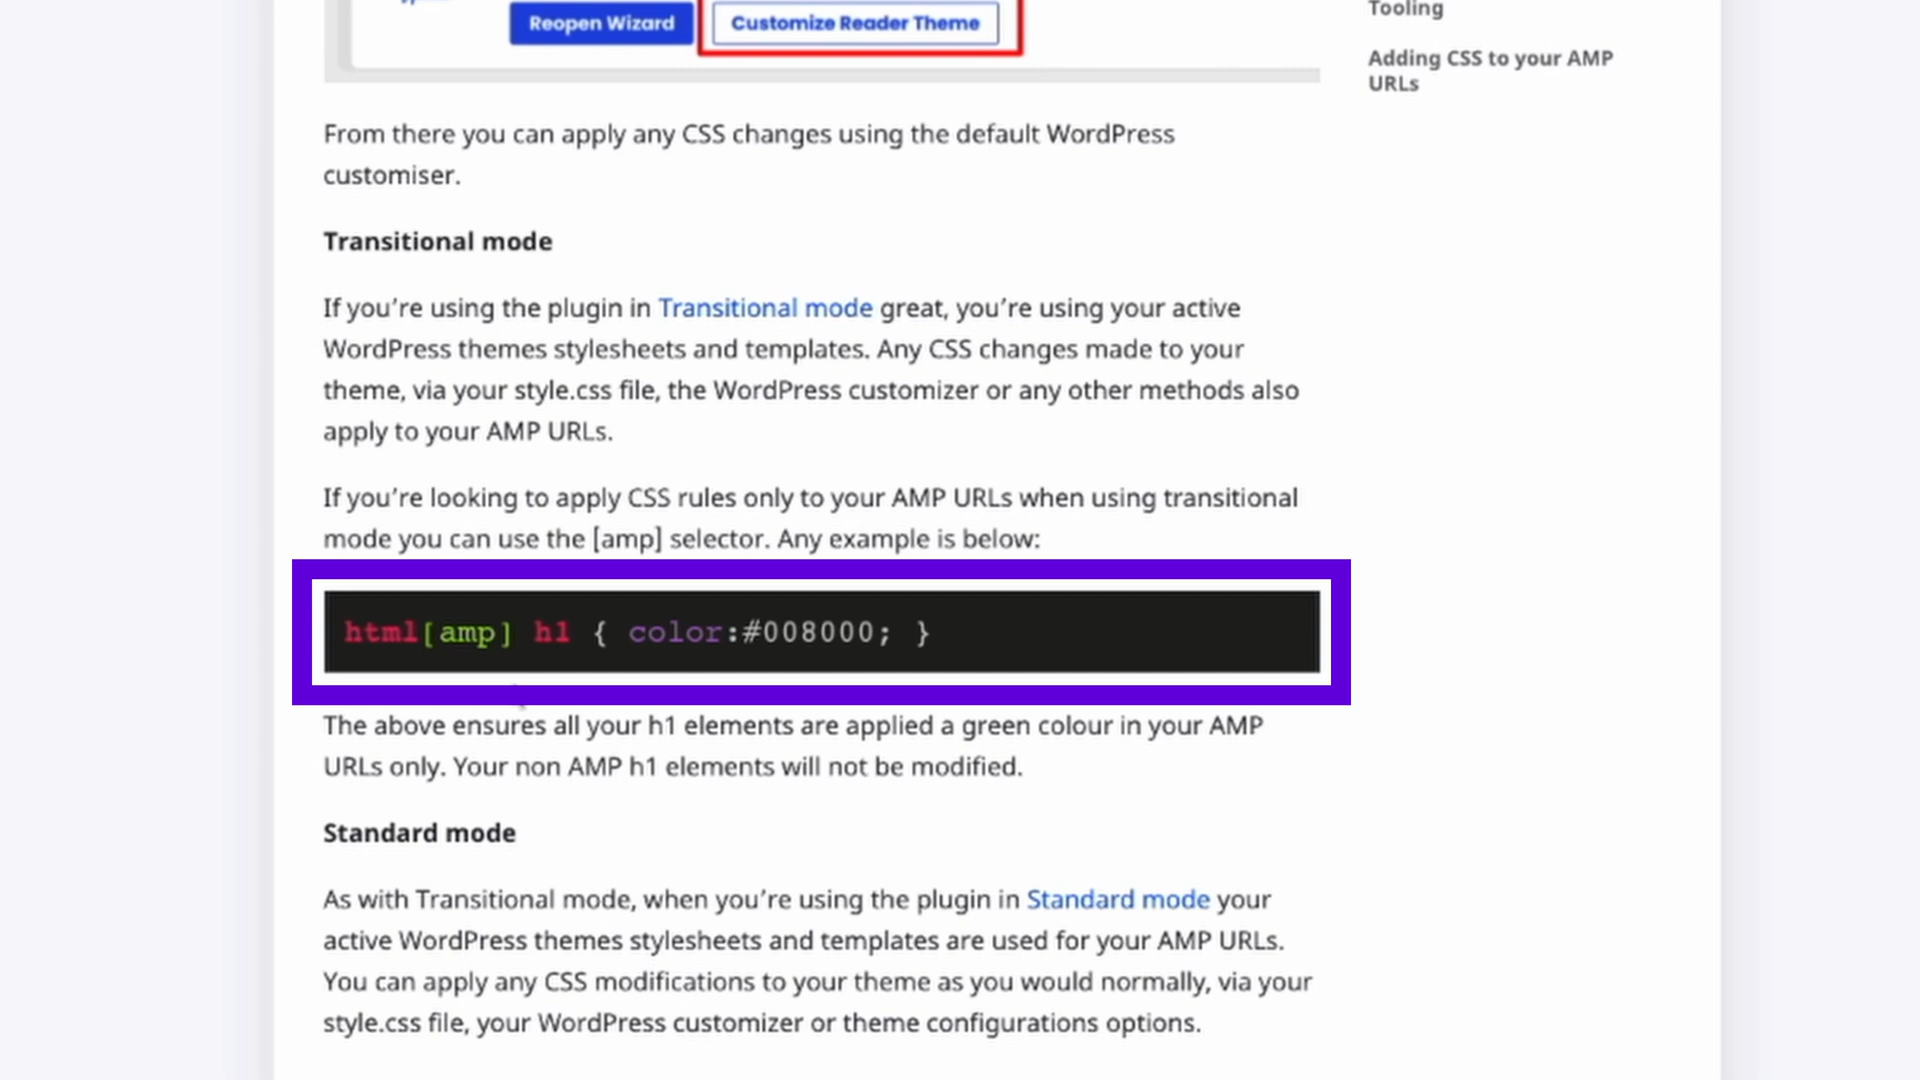 Reopen Wizard
Customize Reader Theme
From there you can apply any CSS changes using the default WordPress
customiser.
Transitional mode
If you’re using the plugin in Transitional mode great, you’re using your active
WordPress themes stylesheets and templates. Any CSS changes made to your
theme, via your style.css file, the WordPress customizer or any other methods also
apply to your AMP URLs.
If you’re looking to apply CSS rules only to your AMP URLs when using transitional
mode you can use the [amp] selector. Any example is below:
html[amp] h1 { color:#008000; }
The above ensures all your h1 elements are applied a green colour in your AMP
URLs only. Your non AMP h1 elements will not be modified.
Standard mode
As with Transitional mode, when you’re using the plugin in Standard mode your
active WordPress themes stylesheets and templates are used for your AMP URLs.
You can apply any CSS modifications to your theme as you would normally, via your
style.css file, your WordPress customizer or theme configurations options.
Tooling
Adding CSS to your AMP
URLs